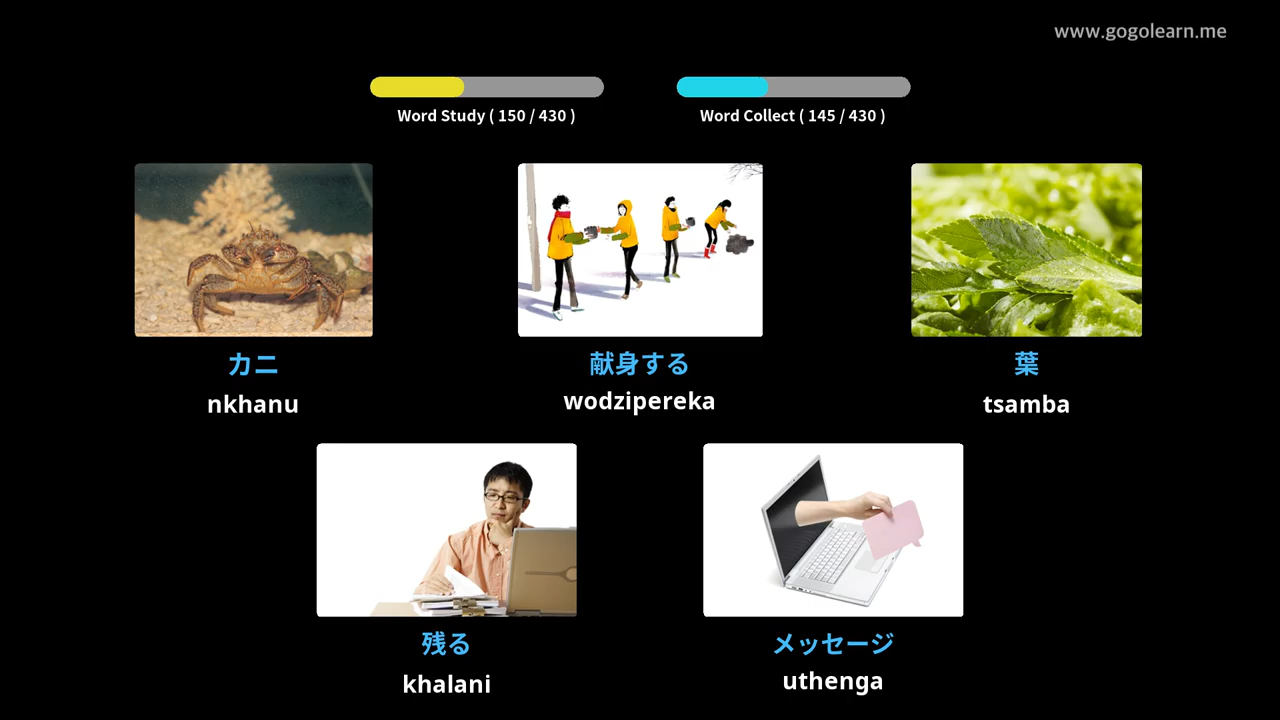 www.gogolearn.me
Word Study ( 150 / 430 )
Word Collect ( 145 / 430 )
カニ
nkhanu
献身する
wodzipereka
葉
tsamba
残る
khalani
メッセージ
uthenga